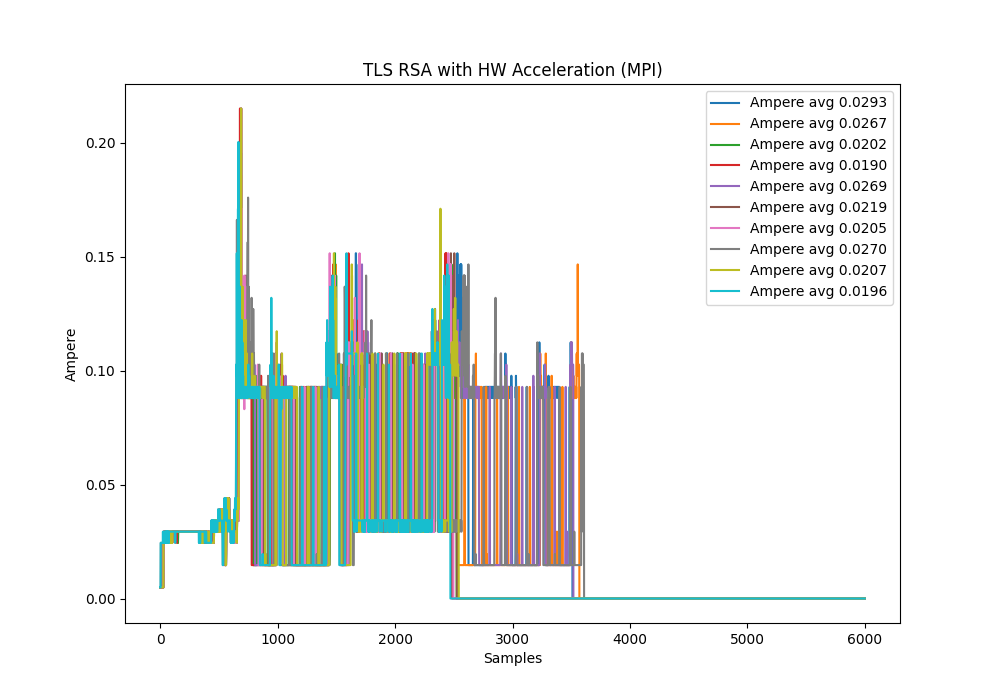 TLS RSA with HW Acceleration (MPI)
Ampere avg 0.0293
Ampere avg 0.0267
Ampere avg 0.0202
Ampere avg 0.0190
Ampere avg 0.0269
Ampere avg 0.0219
Ampere avg 0.0205
Ampere avg 0.0270
Ampere avg 0.0207
Ampere avg 0.0196
Ampere
0.20
0.15
0.10
0.05
0.00
0 1000 2000 3000 4000 5000 6000
Samples